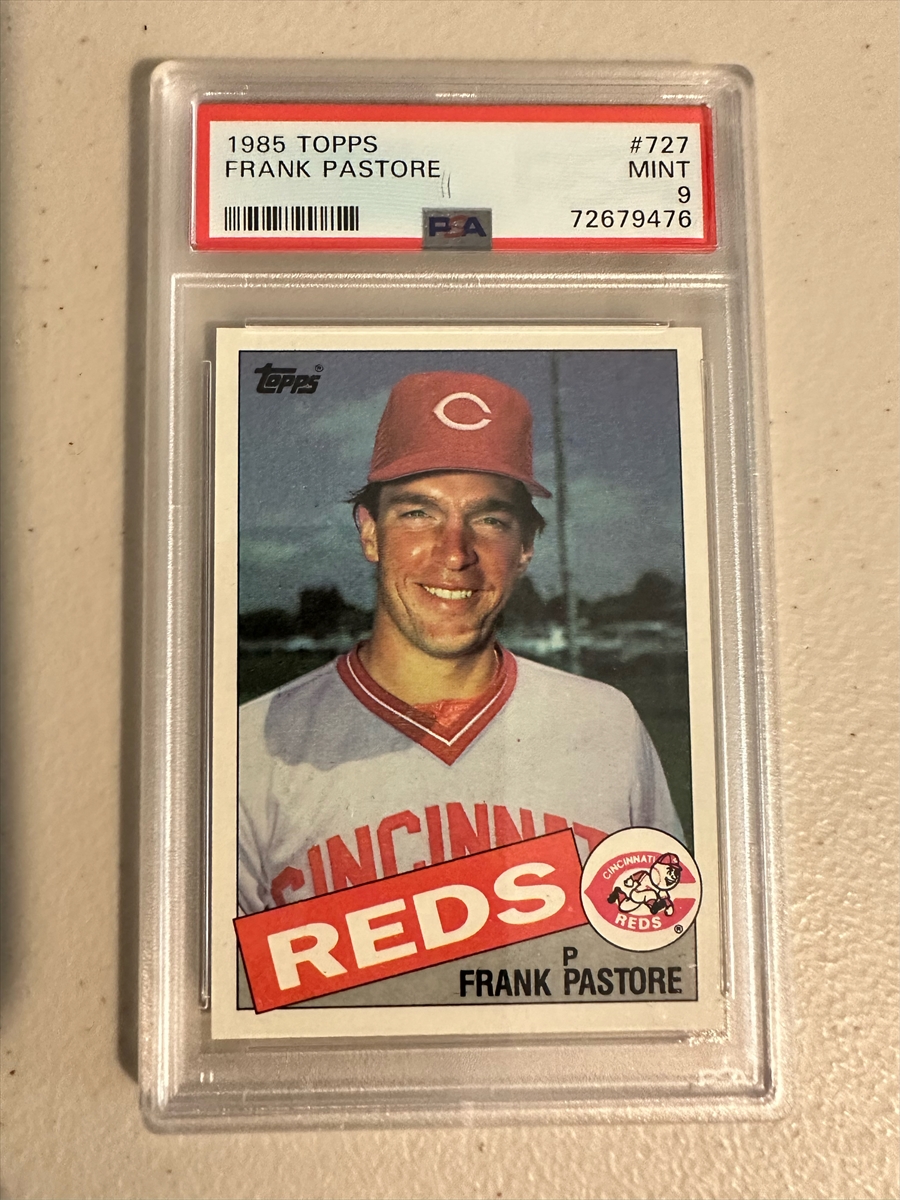 1985 TOPPS
#727
FRANK PASTORE
MINT
9
PSA
72679476
Topps®
C
CINCINNATI
REDS
CINCINNATI
REDS
®
P
FRANK PASTORE